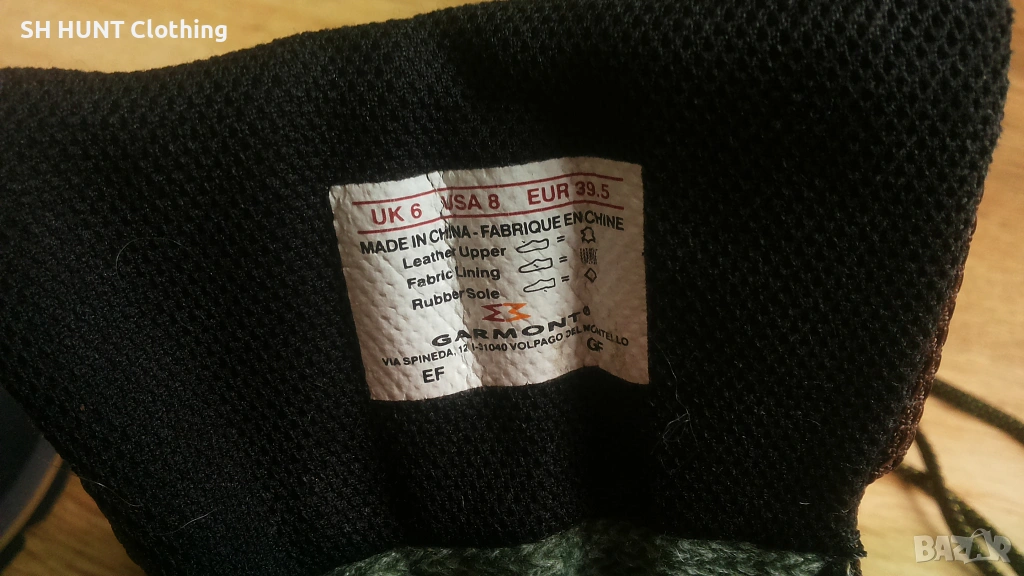 SH HUNT Clothing
UK 6 USA 8 EUR 39.5
MADE IN CHINA - FABRIQUE EN CHINE
Leather Upper =
Fabric Lining =
Rubber Sole =
GARMONT®
VIA SPINEDA, I-31040 VOLPAGO DEL MONTELLO
EF GF
BAZAR